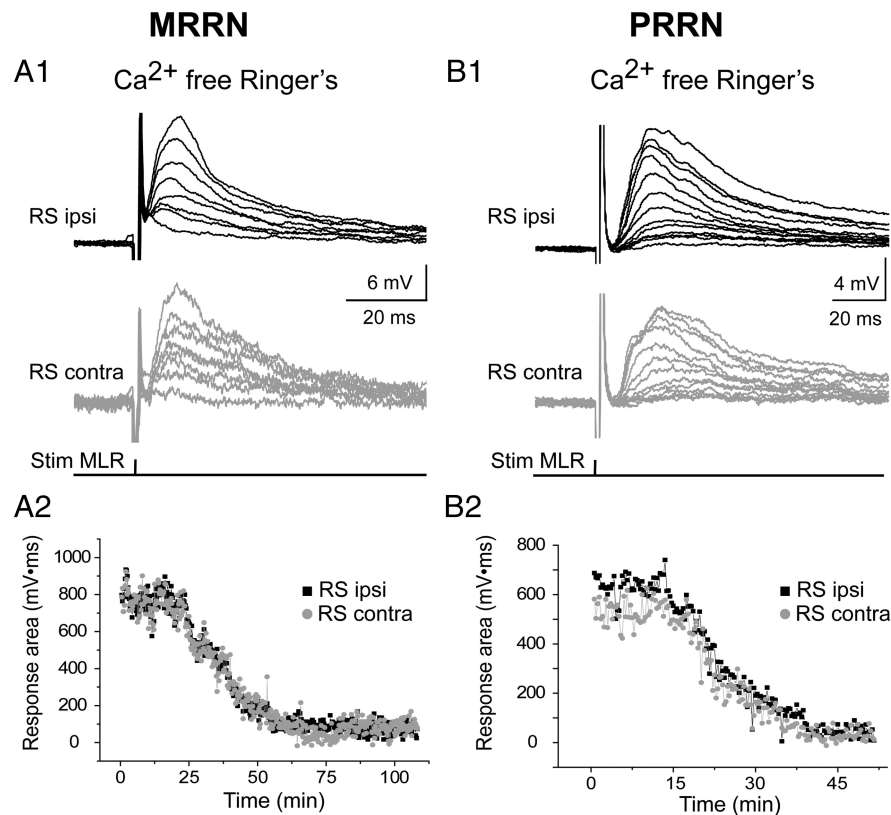 MRRN
PRRN
A1
Ca2+ free Ringer's
RS ipsi
6 mV
20 ms
RS contra
Stim MLR
B1
Ca2+ free Ringer's
RS ipsi
4 mV
20 ms
RS contra
Stim MLR
A2
Response area (mV•ms)
1000
800
600
400
200
0
RS ipsi
RS contra
0 25 50 75 100
Time (min)
B2
Response area (mV•ms)
800
600
400
200
0
RS ipsi
RS contra
0 15 30 45
Time (min)